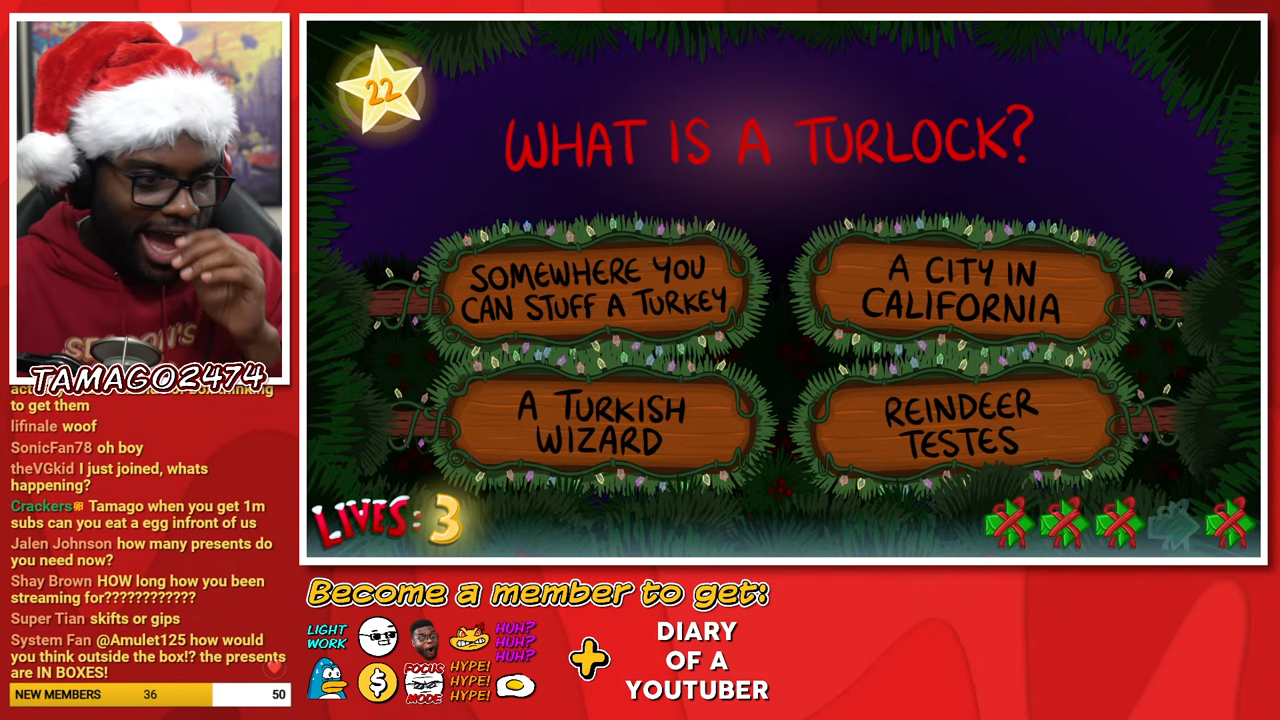 22
WHAT IS A TURLOCK?
SOMEWHERE YOU
CAN STUFF A TURKEY
A CITY IN
CALIFORNIA
A TURKISH
WIZARD
REINDEER
TESTES
LIVES: 3
TAMAGO2474
to get them
lifinale woof
SonicFan78 oh boy
theVGkid I just joined, whats
happening?
Crackers Tamago when you get 1m
subs can you eat a egg infront of us
Jalen Johnson how many presents do
you need now?
Shay Brown HOW long how you been
streaming for????????????
Super Tian skifts or gips
System Fan @Amulet125 how would
you think outside the box!? the presents
are IN BOXES!
NEW MEMBERS 36 50
Become a member to get:
LIGHT
WORK
HUH?
HUH?
HUH?
$
FOCUS
MODE
HYPE!
HYPE!
HYPE!
+
DIARY
OF A
YOUTUBER